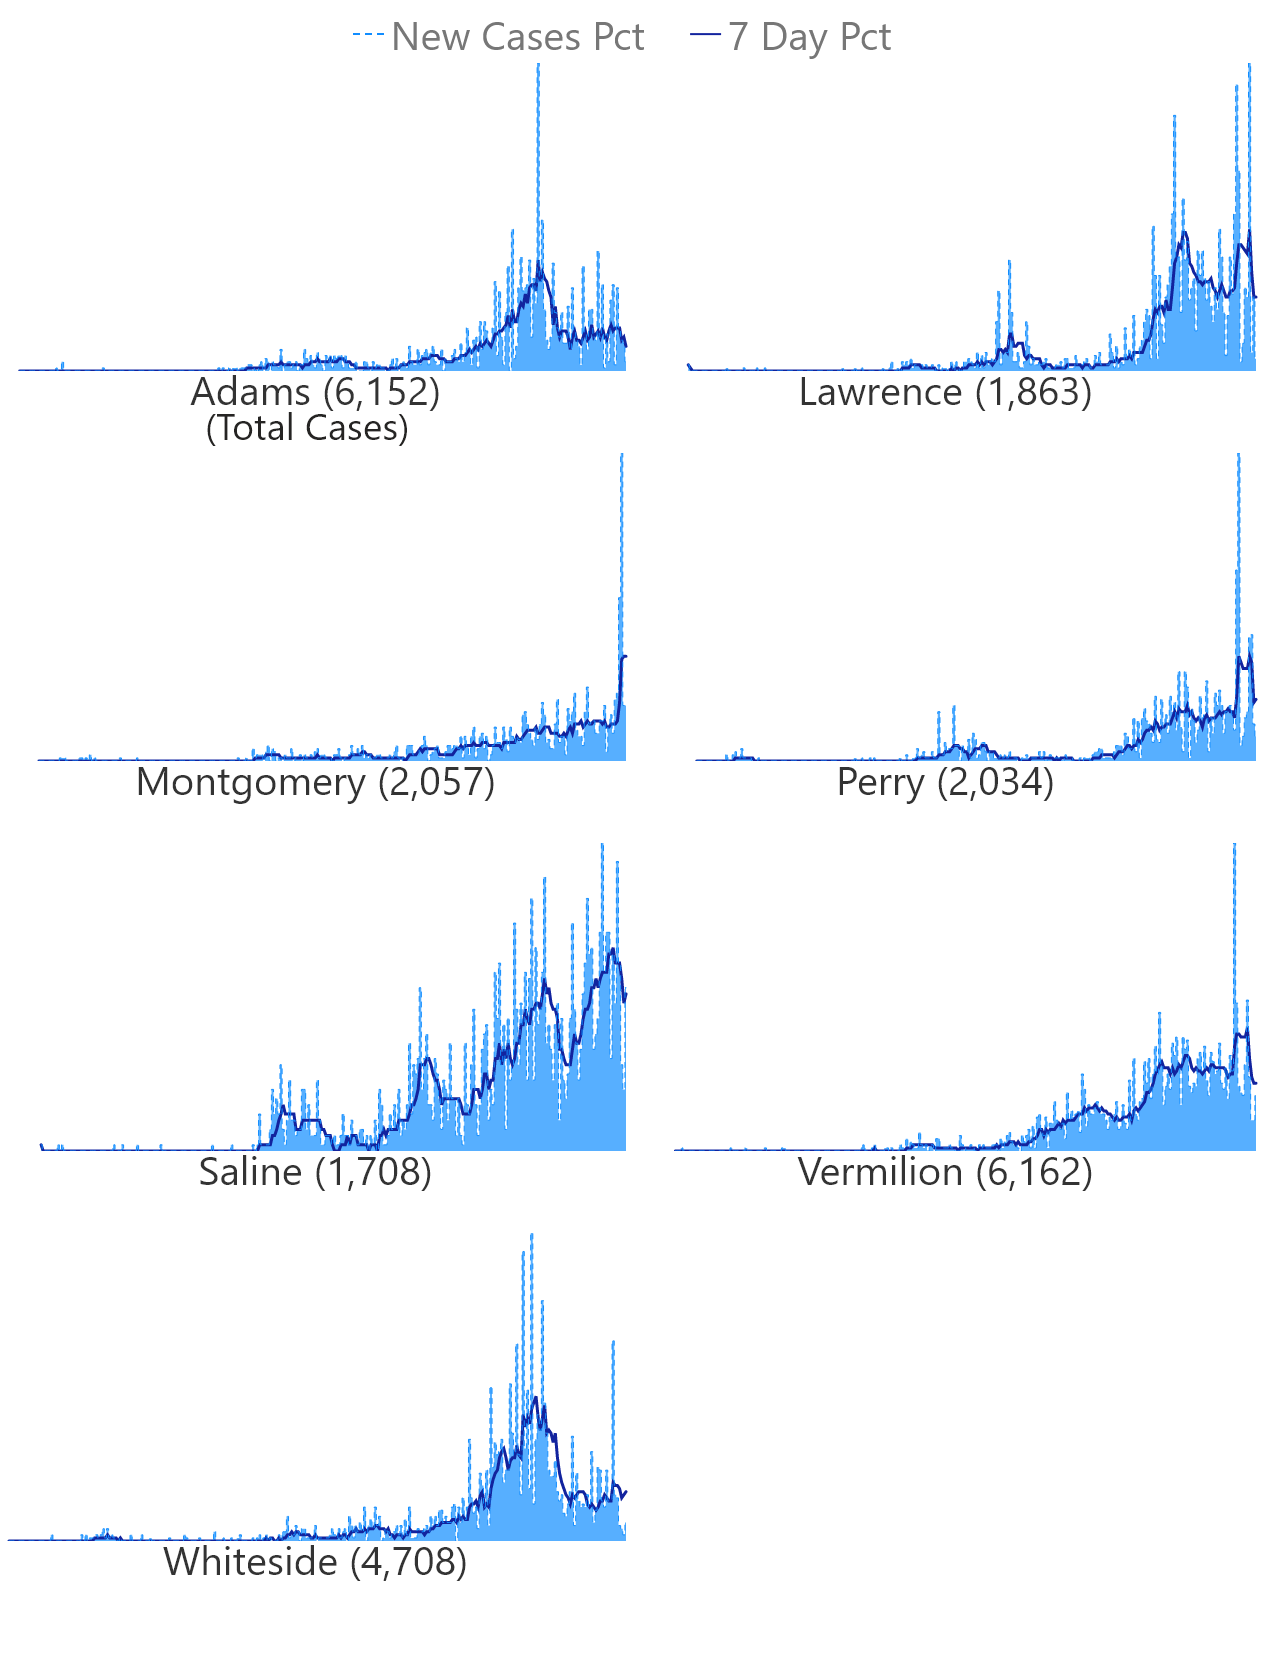 New Cases Pct 7 Day Pct
Adams (6,152)
(Total Cases)
Lawrence (1,863)
Montgomery (2,057)
Perry (2,034)
Saline (1,708)
Vermilion (6,162)
Whiteside (4,708)